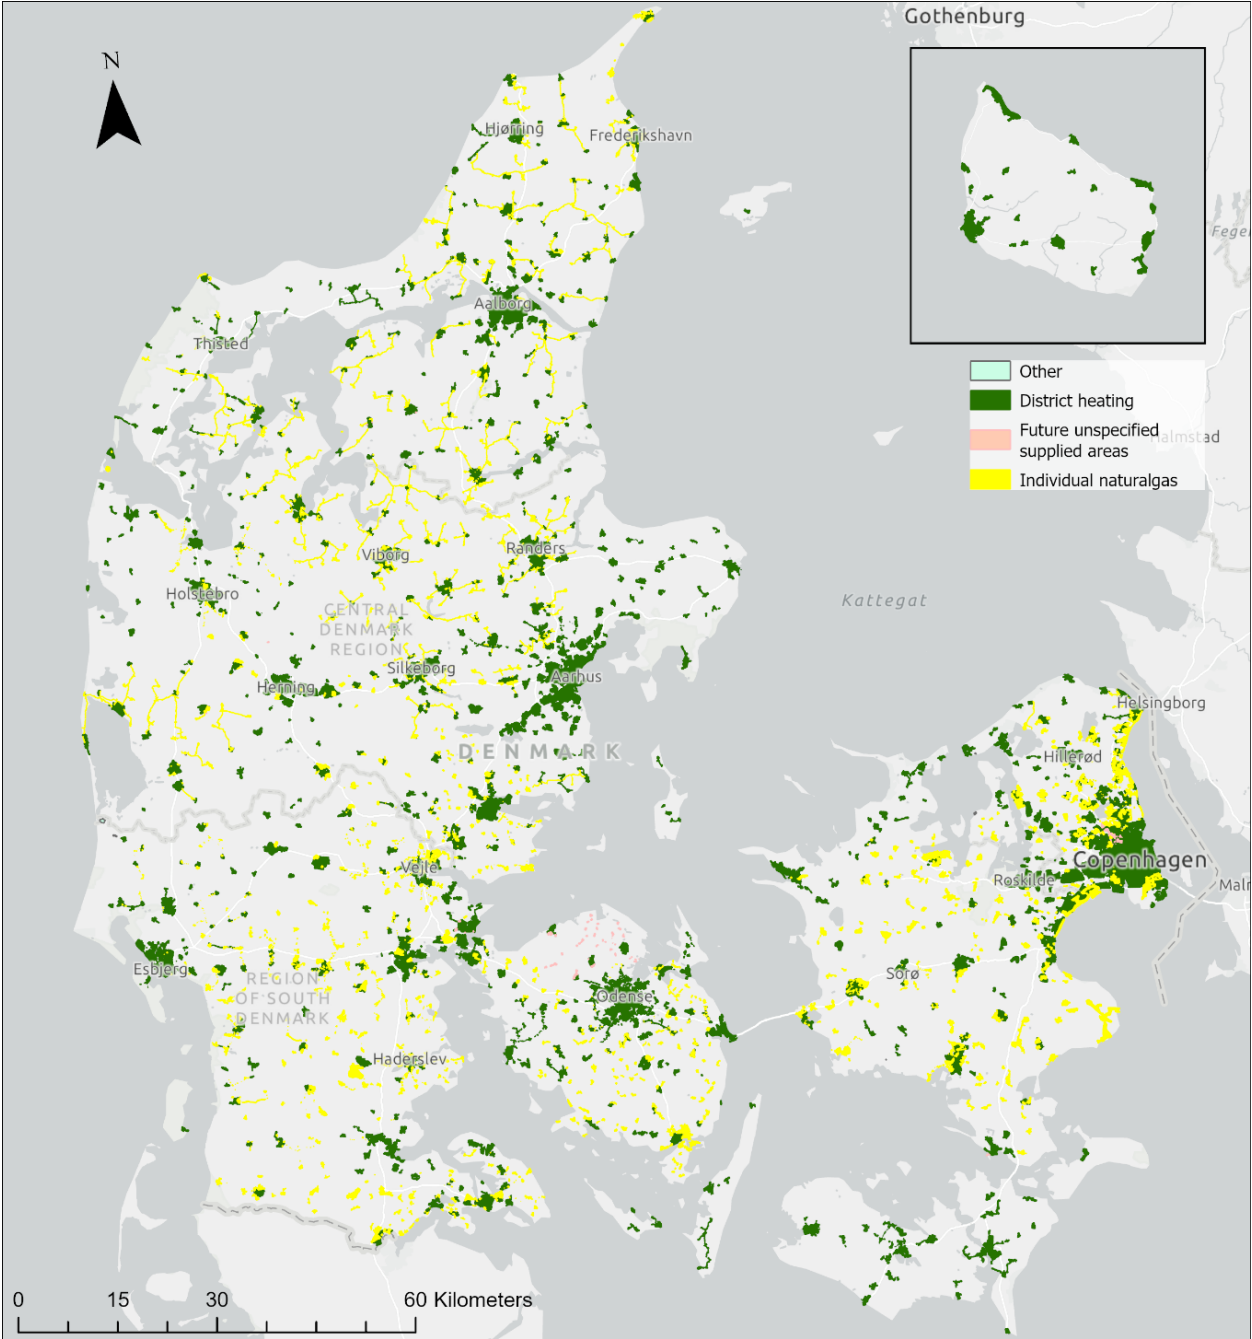 Gothenburg
N
Hjørring
Frederikshavn
Aalborg
Thisted
Other
District heating
Future unspecified
supplied areas
Individual naturalgas
Halmstad
Viborg
Randers
Holstebro
CENTRAL
DENMARK
REGION
Kattegat
Silkeborg
Herning
Aarhus
DENMARK
Helsingborg
Hillerød
Vejle
Copenhagen
Roskilde
Malm
Esbjerg
REGION
OF SOUTH
DENMARK
Odense
Sorø
Haderslev
0 15 30 60 Kilometers